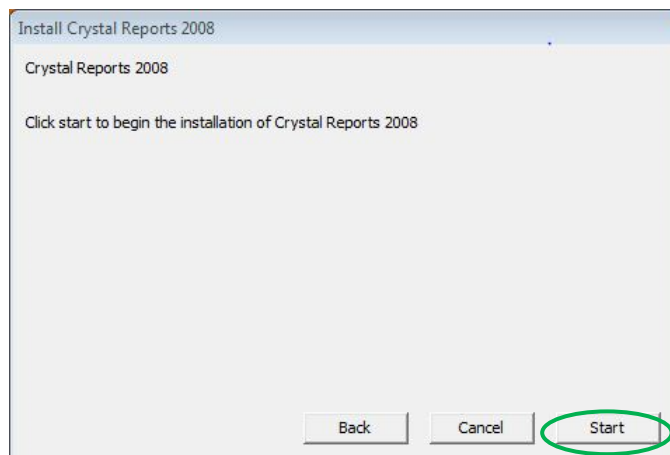 Install Crystal Reports 2008
Crystal Reports 2008
Click start to begin the installation of Crystal Reports 2008
Back Cancel Start